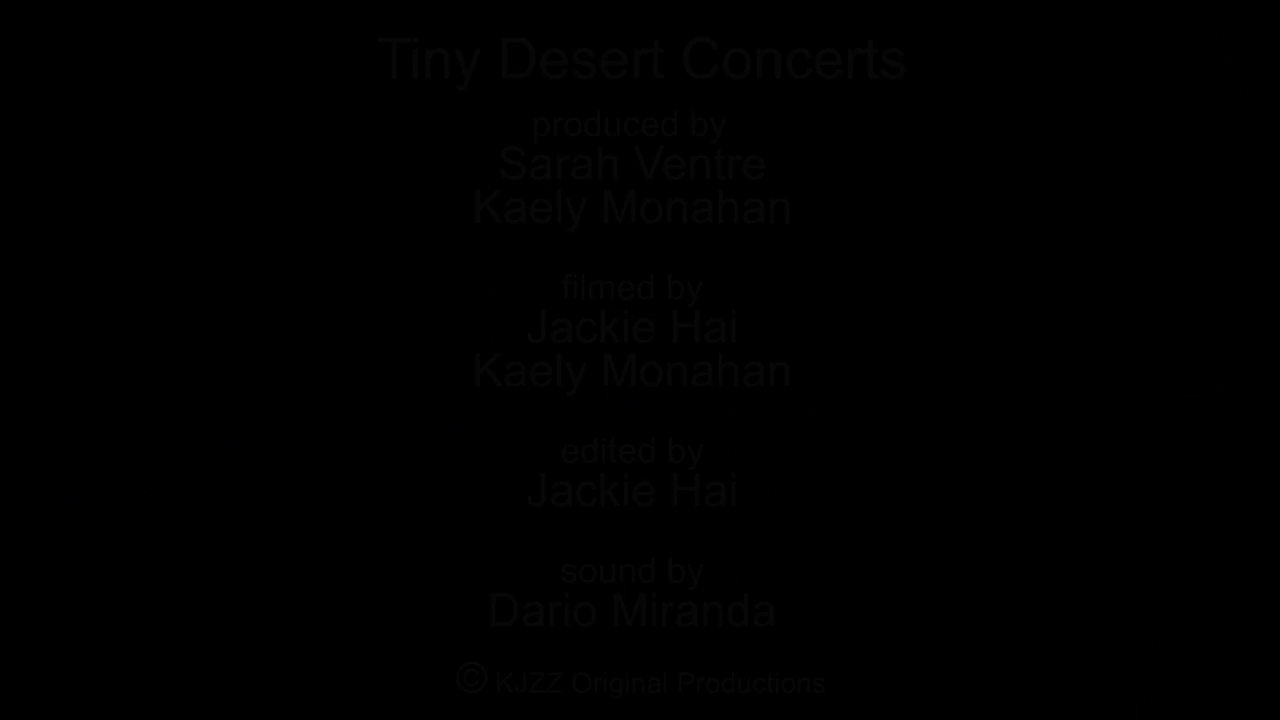 Tiny Desert Concerts
produced by
Sarah Ventre
Kaely Monahan
filmed by
Jackie Hai
Kaely Monahan
edited by
Jackie Hai
sound by
Dario Miranda
© KJZZ Original Productions